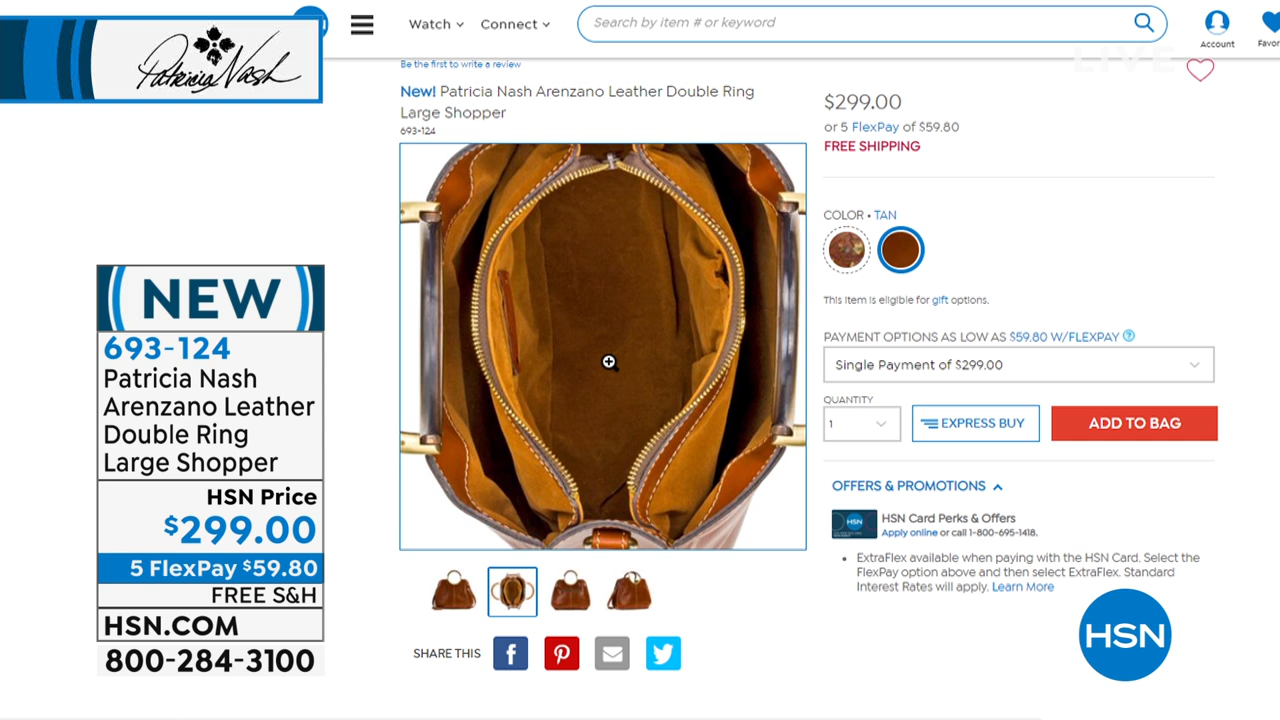 Patricia Nash
Watch
Connect
Search by item # or keyword
Account
Favor
LIVE
Be the first to write a review
New! Patricia Nash Arenzano Leather Double Ring
Large Shopper
693-124
$299.00
or 5 FlexPay of $59.80
FREE SHIPPING
COLOR • TAN
This item is eligible for gift options.
PAYMENT OPTIONS AS LOW AS $59.80 W/FLEXPAY ?
Single Payment of $299.00
QUANTITY
1
EXPRESS BUY
ADD TO BAG
OFFERS & PROMOTIONS
HSN
HSN Card Perks & Offers
Apply online or call 1-800-695-1418.
• ExtraFlex available when paying with the HSN Card. Select the
FlexPay option above and then select ExtraFlex. Standard
Interest Rates will apply. Learn More
SHARE THIS
NEW
693-124
Patricia Nash
Arenzano Leather
Double Ring
Large Shopper
HSN Price
$299.00
5 FlexPay $59.80
FREE S&H
HSN.COM
800-284-3100
HSN